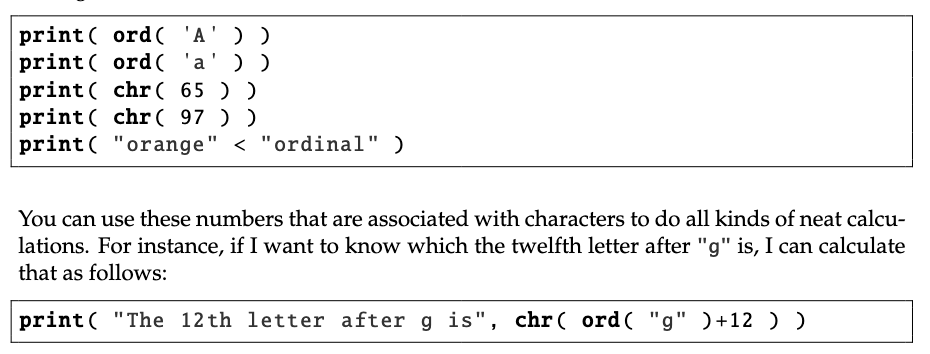 print( ord( 'A' ) )
print( ord( 'a' ) )
print( chr( 65 ) )
print( chr( 97 ) )
print( "orange" < "ordinal" )
You can use these numbers that are associated with characters to do all kinds of neat calcu-
lations. For instance, if I want to know which the twelfth letter after "g" is, I can calculate
that as follows:
print( "The 12th letter after g is", chr( ord( "g" )+12 ) )